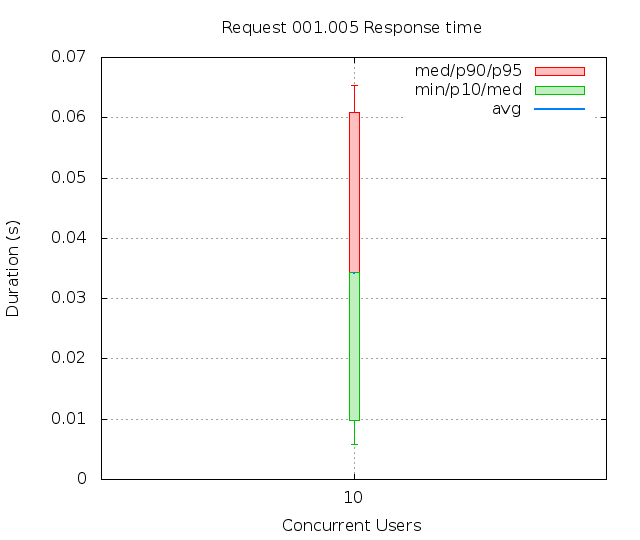 Request 001.005 Response time
0.07
med/p90/p95
min/p10/med
avg
0.06
0.05
0.04
0.03
0.02
0.01
0
Duration (s)
10
Concurrent Users